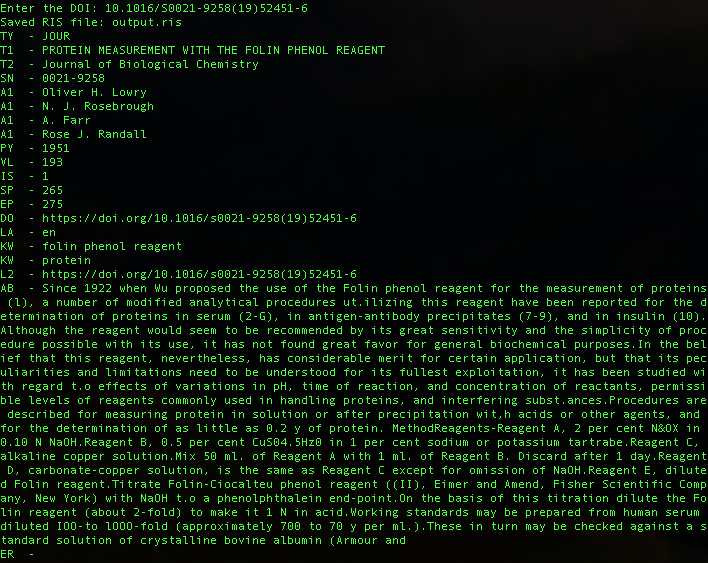 Enter the DOI: 10.1016/S0021-9258(19)52451-6
Saved RIS file: output.ris
TY  - JOUR
T1  - PROTEIN MEASUREMENT WITH THE FOLIN PHENOL REAGENT
T2  - Journal of Biological Chemistry
SN  - 0021-9258
A1  - Oliver H. Lowry
A1  - N. J. Rosebrough
A1  - A. Farr
A1  - Rose J. Randall
PY  - 1951
VL  - 193
IS  - 1
SP  - 265
EP  - 275
DO  - https://doi.org/10.1016/s0021-9258(19)52451-6
LA  - en
KW  - folin phenol reagent
KW  - protein
L2  - https://doi.org/10.1016/s0021-9258(19)52451-6
AB  - Since 1922 when Wu proposed the use of the Folin phenol reagent for the measurement of proteins
 (l), a number of modified analytical procedures ut.ilizing this reagent have been reported for the d
etermination of proteins in serum (2-G), in antigen-antibody precipitates (7-9), and in insulin (10).
Although the reagent would seem to be recommended by its great sensitivity and the simplicity of proc
edure possible with its use, it has not found great favor for general biochemical purposes.In the bel
ief that this reagent, nevertheless, has considerable merit for certain application, but that its pec
uliarities and limitations need to be understood for its fullest exploitation, it has been studied wi
th regard t.o effects of variations in pH, time of reaction, and concentration of reactants, permissi
ble levels of reagents commonly used in handling proteins, and interfering subst.ances.Procedures are
 described for measuring protein in solution or after precipitation wit,h acids or other agents, and
for the determination of as little as 0.2 y of protein. MethodReagents-Reagent A, 2 per cent N&OX in
0.10 N NaOH.Reagent B, 0.5 per cent CuS04.5Hz0 in 1 per cent sodium or potassium tartrabe.Reagent C,
alkaline copper solution.Mix 50 ml. of Reagent A with 1 ml. of Reagent B. Discard after 1 day.Reagent
 D, carbonate-copper solution, is the same as Reagent C except for omission of NaOH.Reagent E, dilute
d Folin reagent.Titrate Folin-Ciocalteu phenol reagent ((II), Eimer and Amend, Fisher Scientific Comp
any, New York) with NaOH t.o a phenolphthalein end-point.On the basis of this titration dilute the Fo
lin reagent (about 2-fold) to make it 1 N in acid.Working standards may be prepared from human serum
diluted IOO-to lOOO-fold (approximately 700 to 70 y per ml.).These in turn may be checked against a s
tandard solution of crystalline bovine albumin (Armour and
ER  -